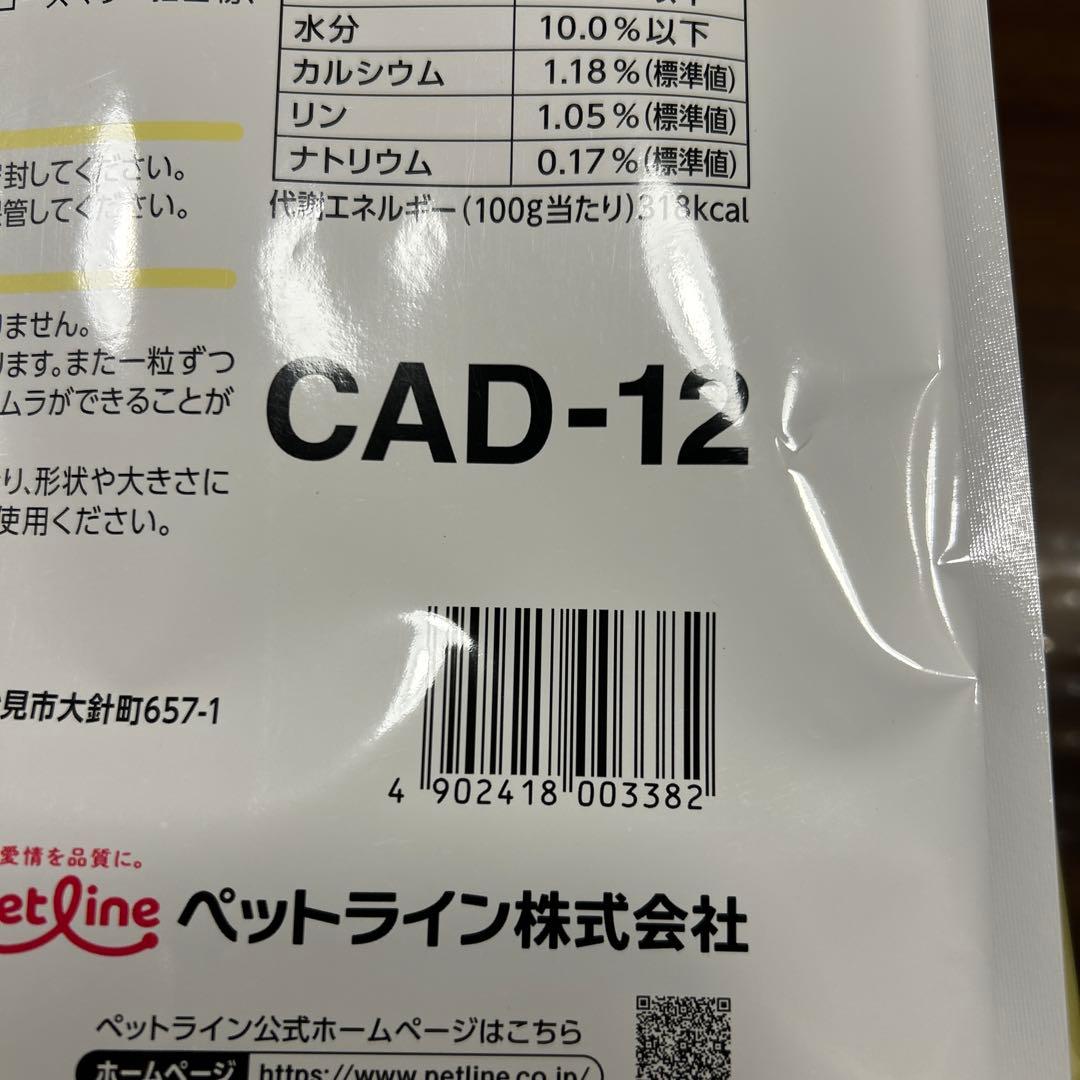 水分 10.0%以下
カルシウム 1.18%(標準値)
リン 1.05%(標準値)
ナトリウム 0.17%(標準値)
代謝エネルギー(100g当たり)318kcal
封してください。
管してください。
りません。
ります。また一粒ずつ
ムラができることが
り、形状や大きさに
使用ください。
CAD-12
見市大針町657-1
4 902418 003382
愛情を品質に。
etline ペットライン株式会社
ペットライン公式ホームページはこちら
ホームページ https://www.petline.co.jp/